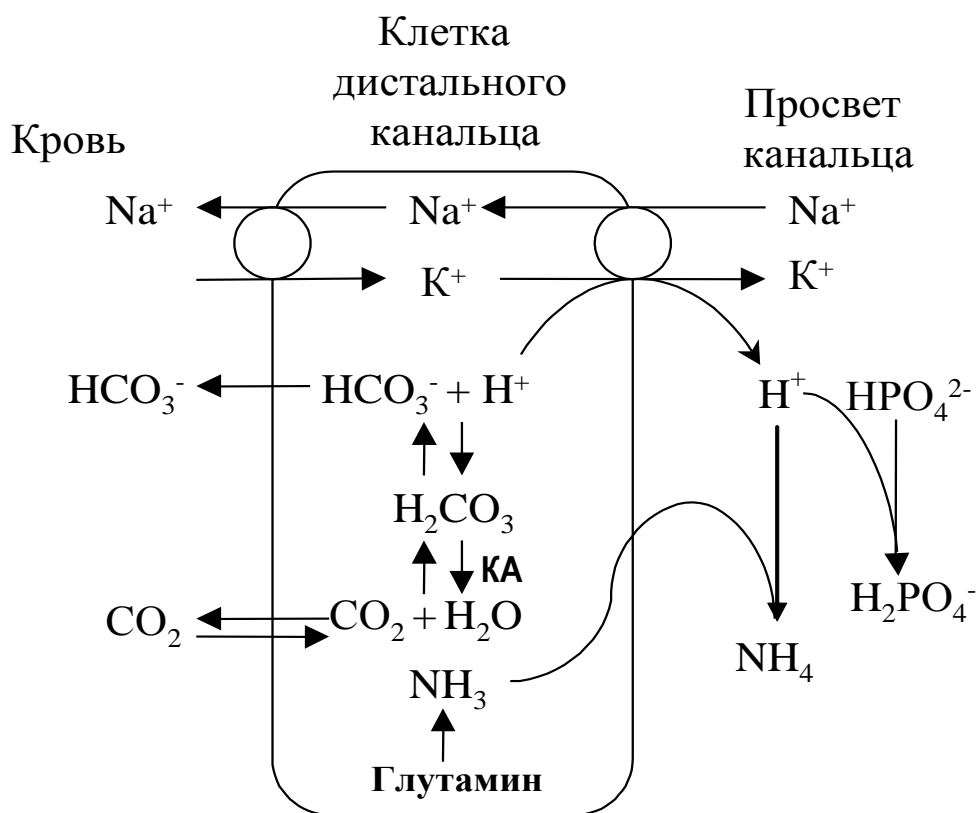 Клетка
дистального
канальца
Просвет
канальца
Кровь
Na⁺ Na⁺ Na⁺
K⁺ K⁺
HCO₃⁻ HCO₃⁻ + H⁺ H⁺ HPO₄²⁻
H₂CO₃
КА
CO₂ CO₂ + H₂O H₂PO₄⁻
NH₃ NH₄
Глутамин